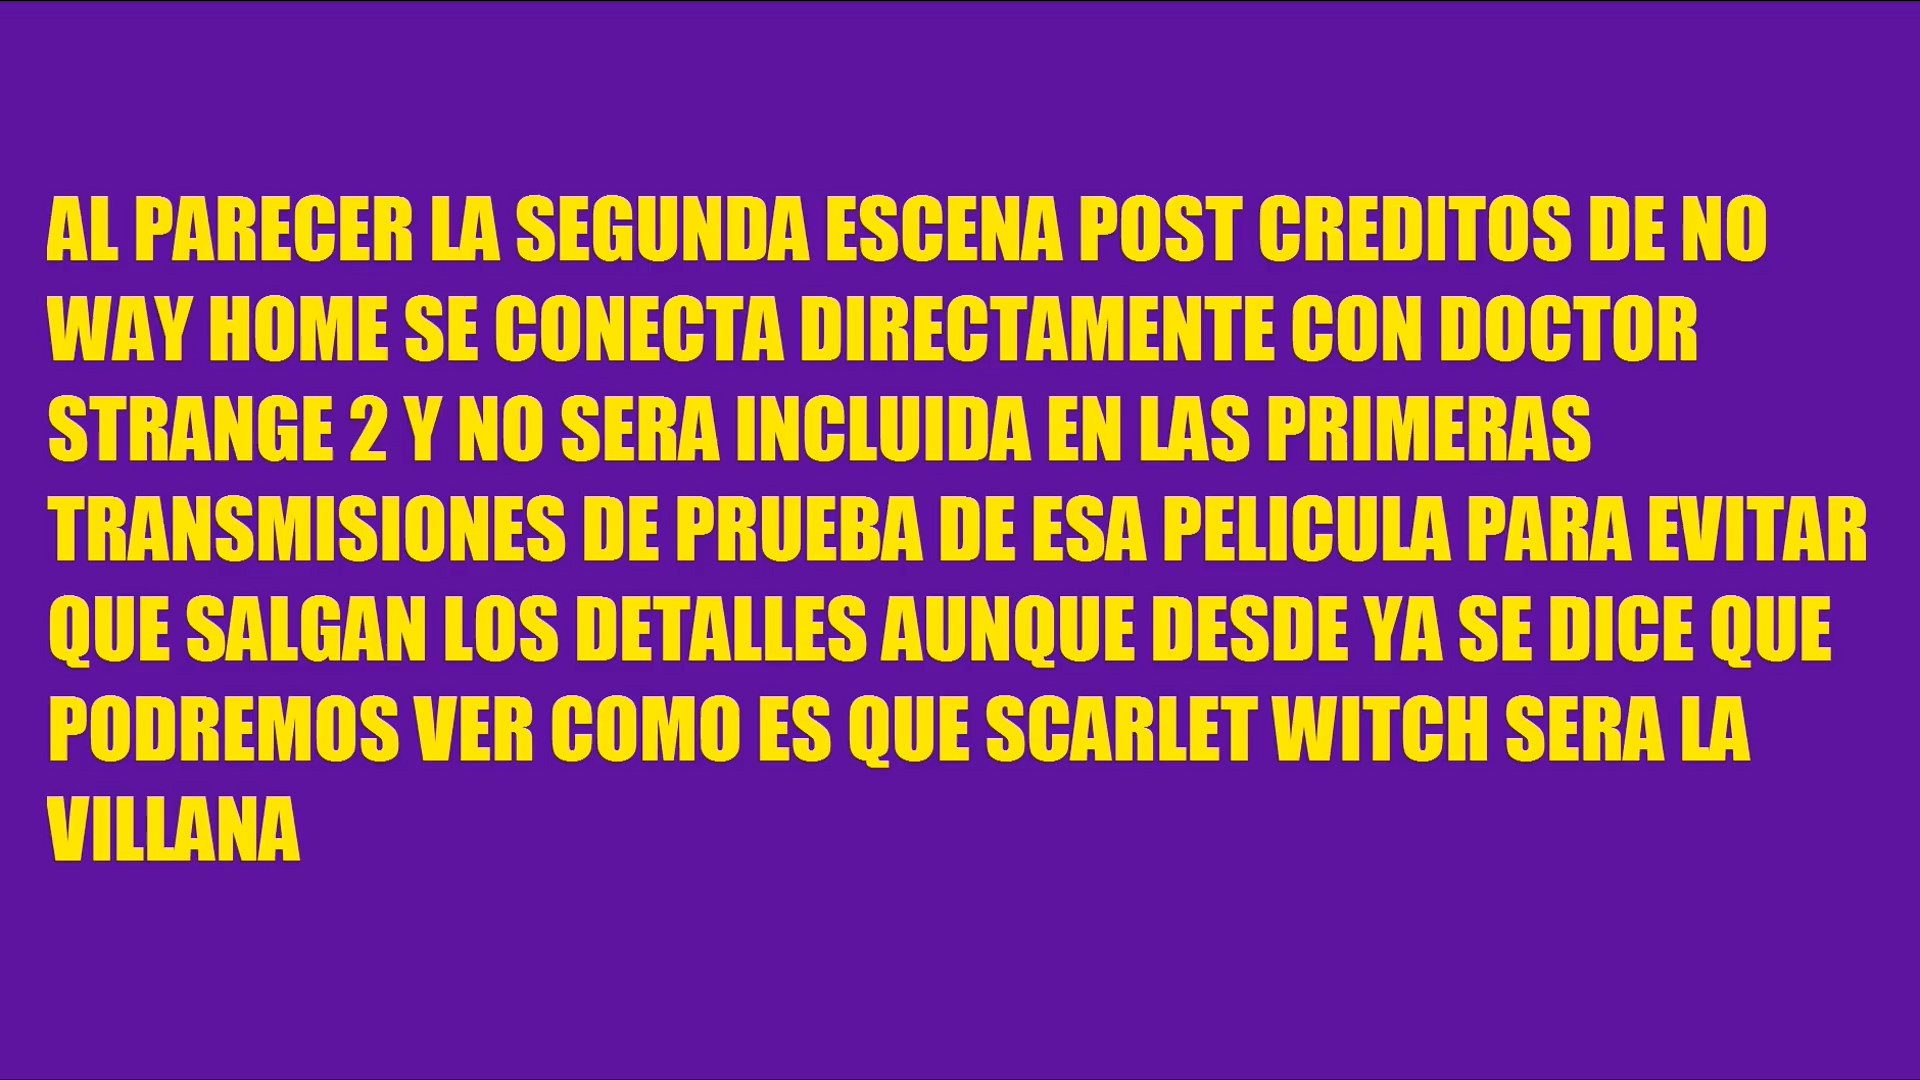 AL PARECER LA SEGUNDA ESCENA POST CREDITOS DE NO
WAY HOME SE CONECTA DIRECTAMENTE CON DOCTOR
STRANGE 2 Y NO SERA INCLUIDA EN LAS PRIMERAS
TRANSMISIONES DE PRUEBA DE ESA PELICULA PARA EVITAR
QUE SALGAN LOS DETALLES AUNQUE DESDE YA SE DICE QUE
PODREMOS VER COMO ES QUE SCARLET WITCH SERA LA
VILLANA